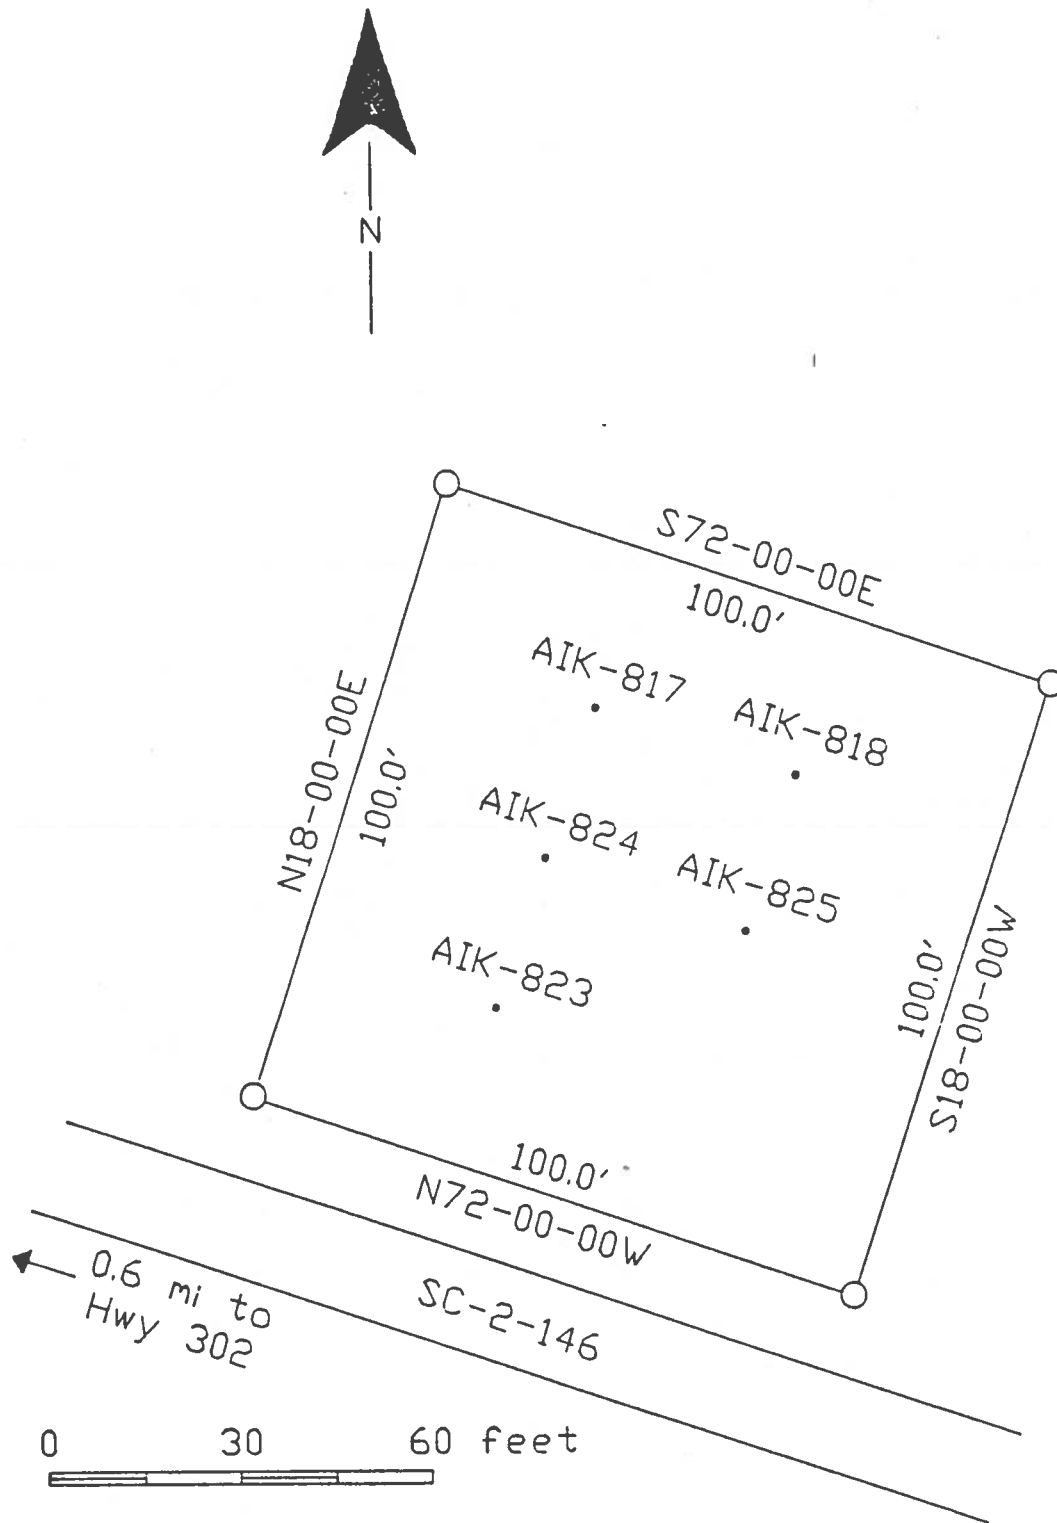 N
S72-00-00E
100.0'
AIK-817
AIK-818
N18-00-00E
100.0'
AIK-824
AIK-825
AIK-823
100.0'
S18-00-00W
100.0'
N72-00-00W
0.6 mi to
Hwy 302
SC-2-146
0 30 60 feet